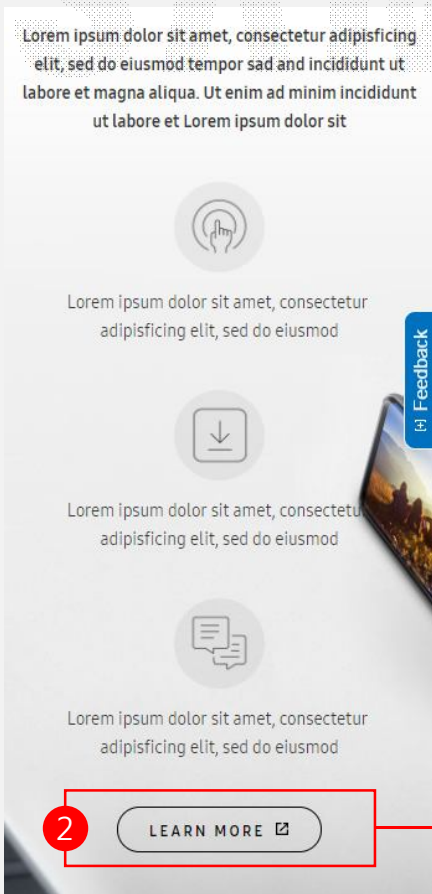 Lorem ipsum dolor sit amet, consectetur adipisficing
elit, sed do eiusmod tempor sad and incididunt ut
labore et magna aliqua. Ut enim ad minim incididunt
ut labore et Lorem ipsum dolor sit
Lorem ipsum dolor sit amet, consectetur
adipisficing elit, sed do eiusmod
[+] Feedback
Lorem ipsum dolor sit amet, consectetu
adipisficing elit, sed do eiusmod
Lorem ipsum dolor sit amet, consectetur
adipisficing elit, sed do eiusmod
2
LEARN MORE